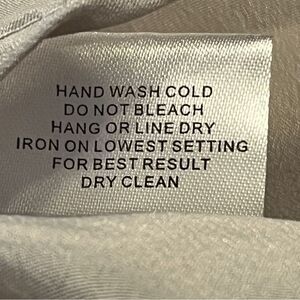 HAND WASH COLD
DO NOT BLEACH
HANG OR LINE DRY
IRON ON LOWEST SETTING
FOR BEST RESULT
DRY CLEAN